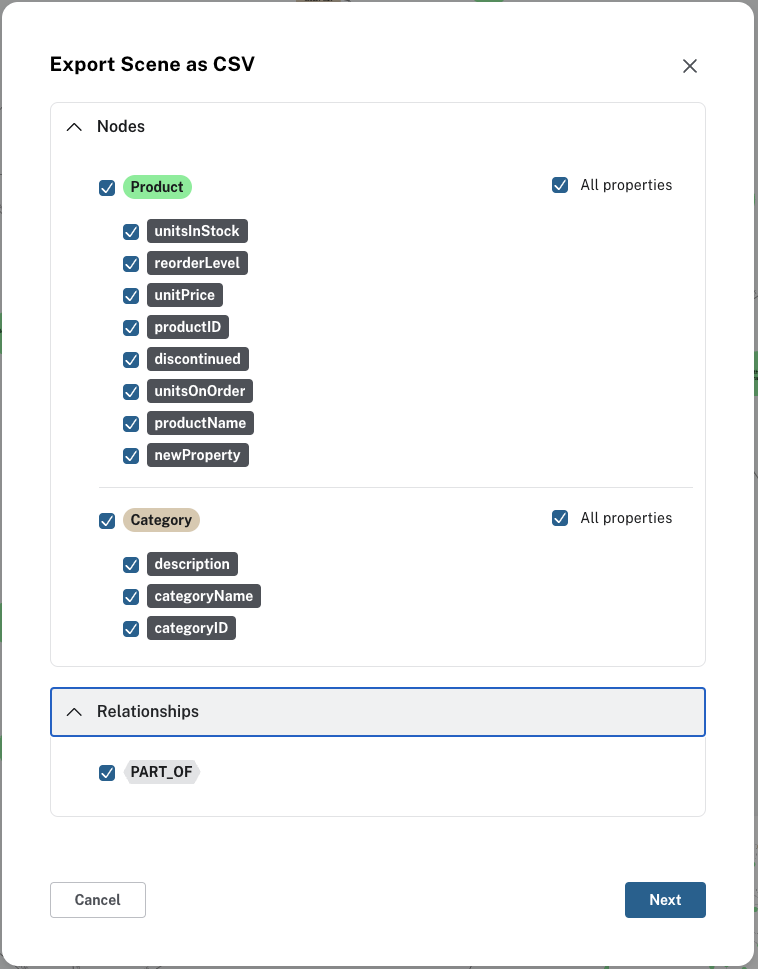 Export Scene as CSV
Nodes
Product
All properties
unitsInStock
reorderLevel
unitPrice
productID
discontinued
unitsOnOrder
productName
newProperty
Category
All properties
description
categoryName
categoryID
Relationships
PART_OF
Cancel
Next